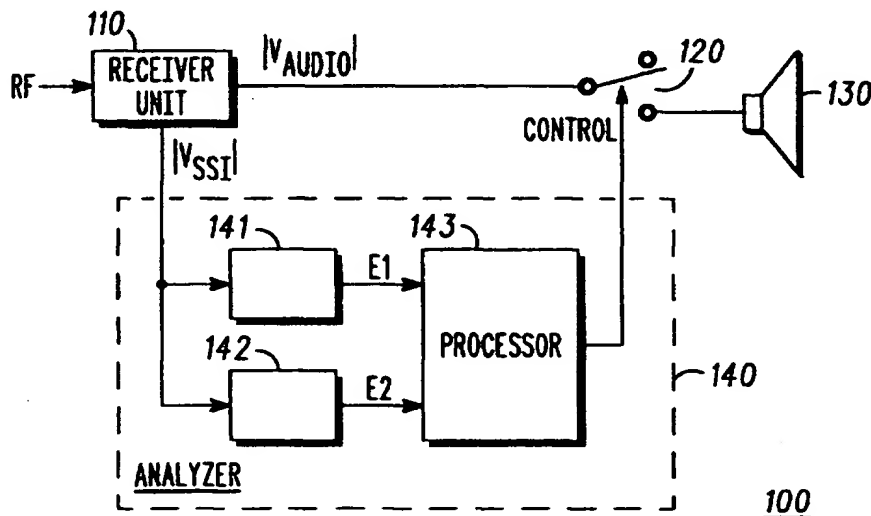 110
RF
RECEIVER
UNIT
|VAUDIO|
120
130
CONTROL
|VSSI|
141
143
E1
PROCESSOR
142
E2
140
ANALYZER
100